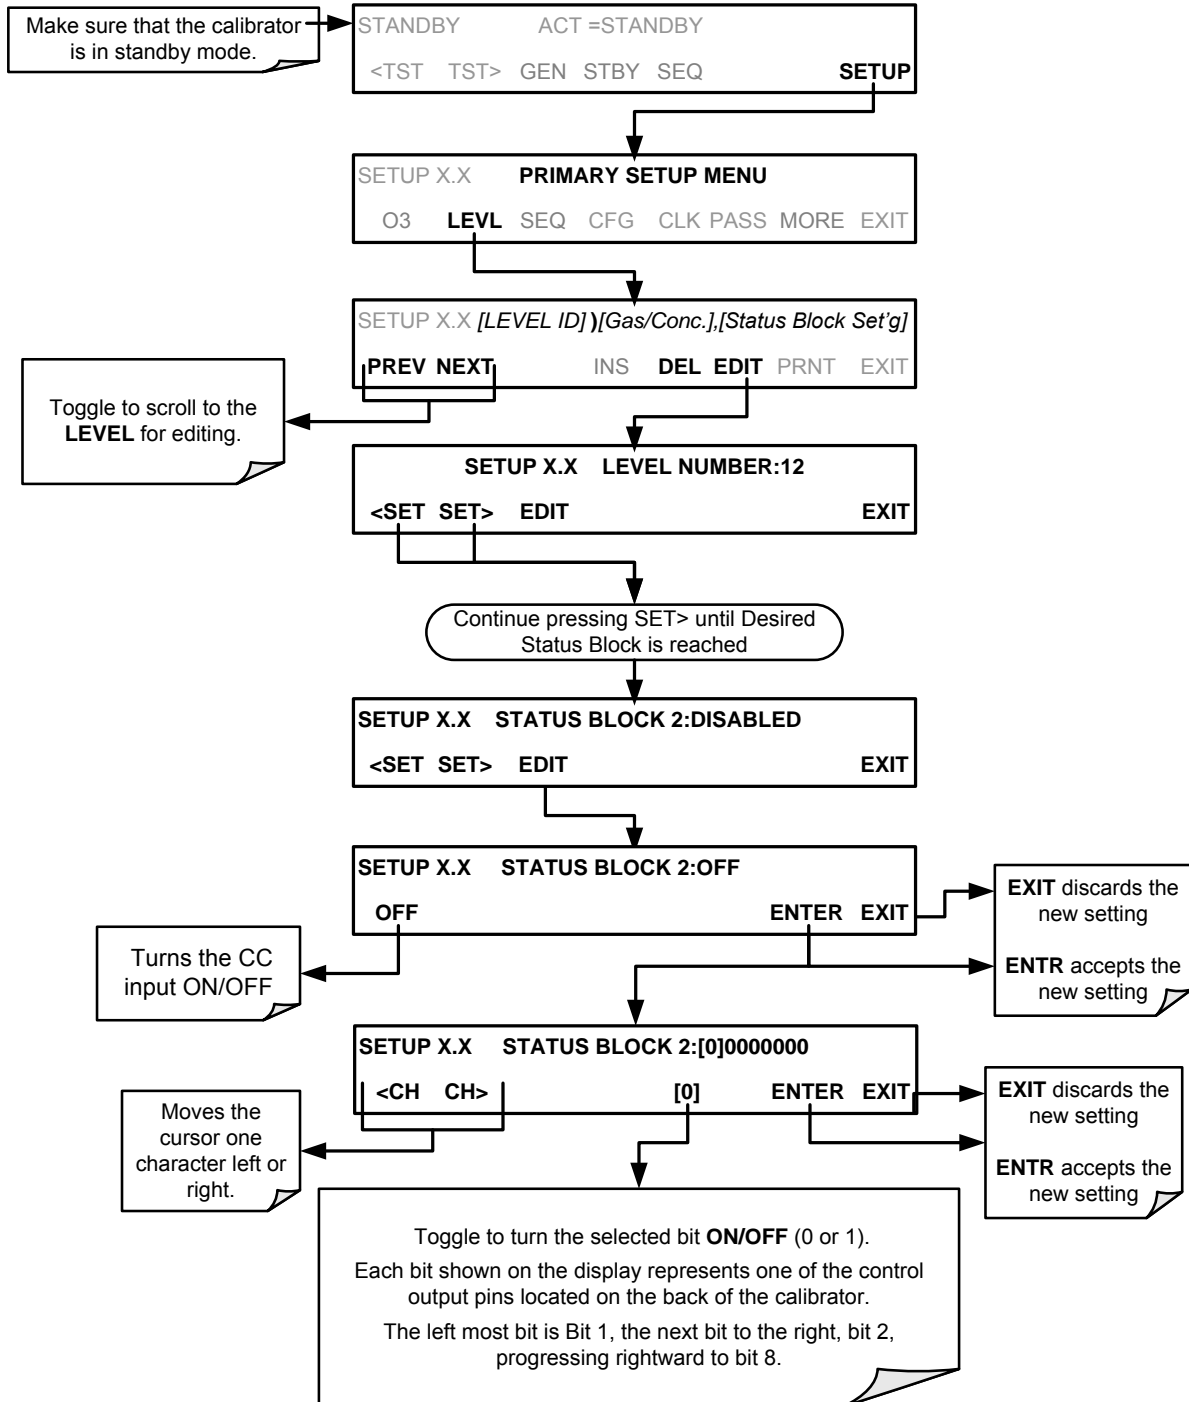 Make sure that the calibrator
is in standby mode.
STANDBY ACT =STANDBY
<TST TST> GEN STBY SEQ SETUP
SETUP X.X PRIMARY SETUP MENU
O3 LEVL SEQ CFG CLK PASS MORE EXIT
SETUP X.X [LEVEL ID] )[Gas/Conc.],[Status Block Set'g]
PREV NEXT INS DEL EDIT PRNT EXIT
Toggle to scroll to the
LEVEL for editing.
SETUP X.X LEVEL NUMBER:12
<SET SET> EDIT EXIT
Continue pressing SET> until Desired
Status Block is reached
SETUP X.X STATUS BLOCK 2:DISABLED
<SET SET> EDIT EXIT
SETUP X.X STATUS BLOCK 2:OFF
OFF ENTER EXIT
EXIT discards the
new setting
ENTR accepts the
new setting
Turns the CC
input ON/OFF
SETUP X.X STATUS BLOCK 2:[0]0000000
<CH CH> [0] ENTER EXIT
EXIT discards the
new setting
ENTR accepts the
new setting
Moves the
cursor one
character left or
right.
Toggle to turn the selected bit ON/OFF (0 or 1).
Each bit shown on the display represents one of the control
output pins located on the back of the calibrator.
The left most bit is Bit 1, the next bit to the right, bit 2,
progressing rightward to bit 8.